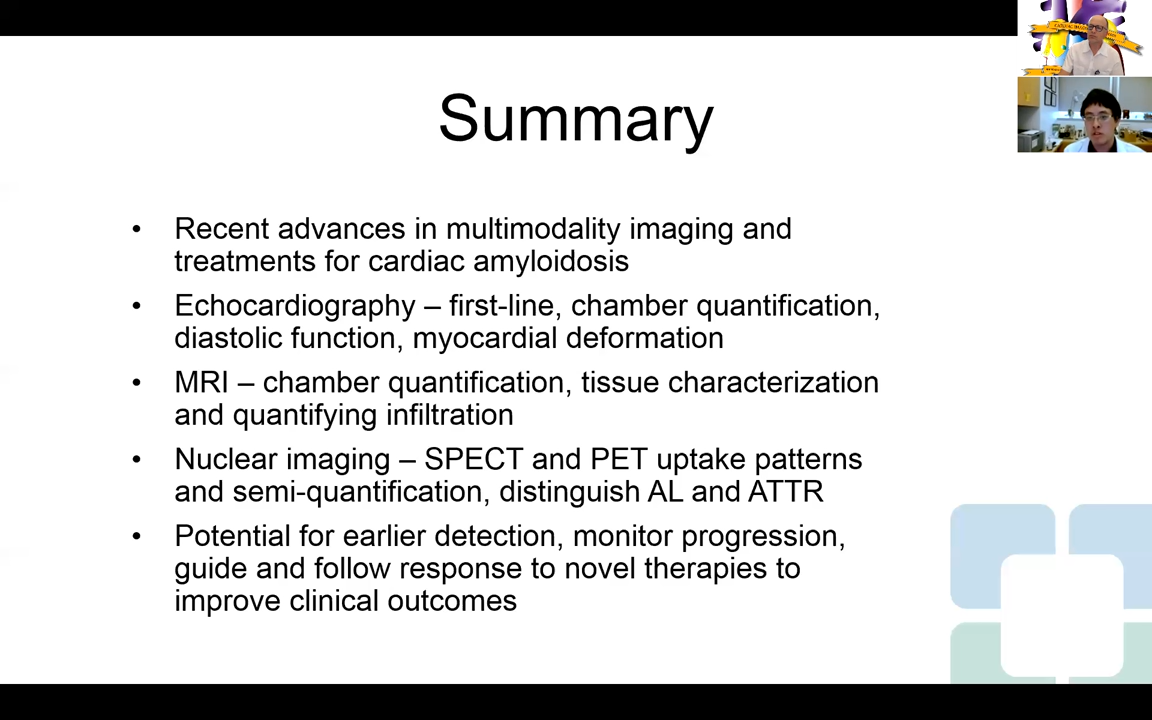 Summary
• Recent advances in multimodality imaging and
treatments for cardiac amyloidosis
• Echocardiography – first-line, chamber quantification,
diastolic function, myocardial deformation
• MRI – chamber quantification, tissue characterization
and quantifying infiltration
• Nuclear imaging – SPECT and PET uptake patterns
and semi-quantification, distinguish AL and ATTR
• Potential for earlier detection, monitor progression,
guide and follow response to novel therapies to
improve clinical outcomes